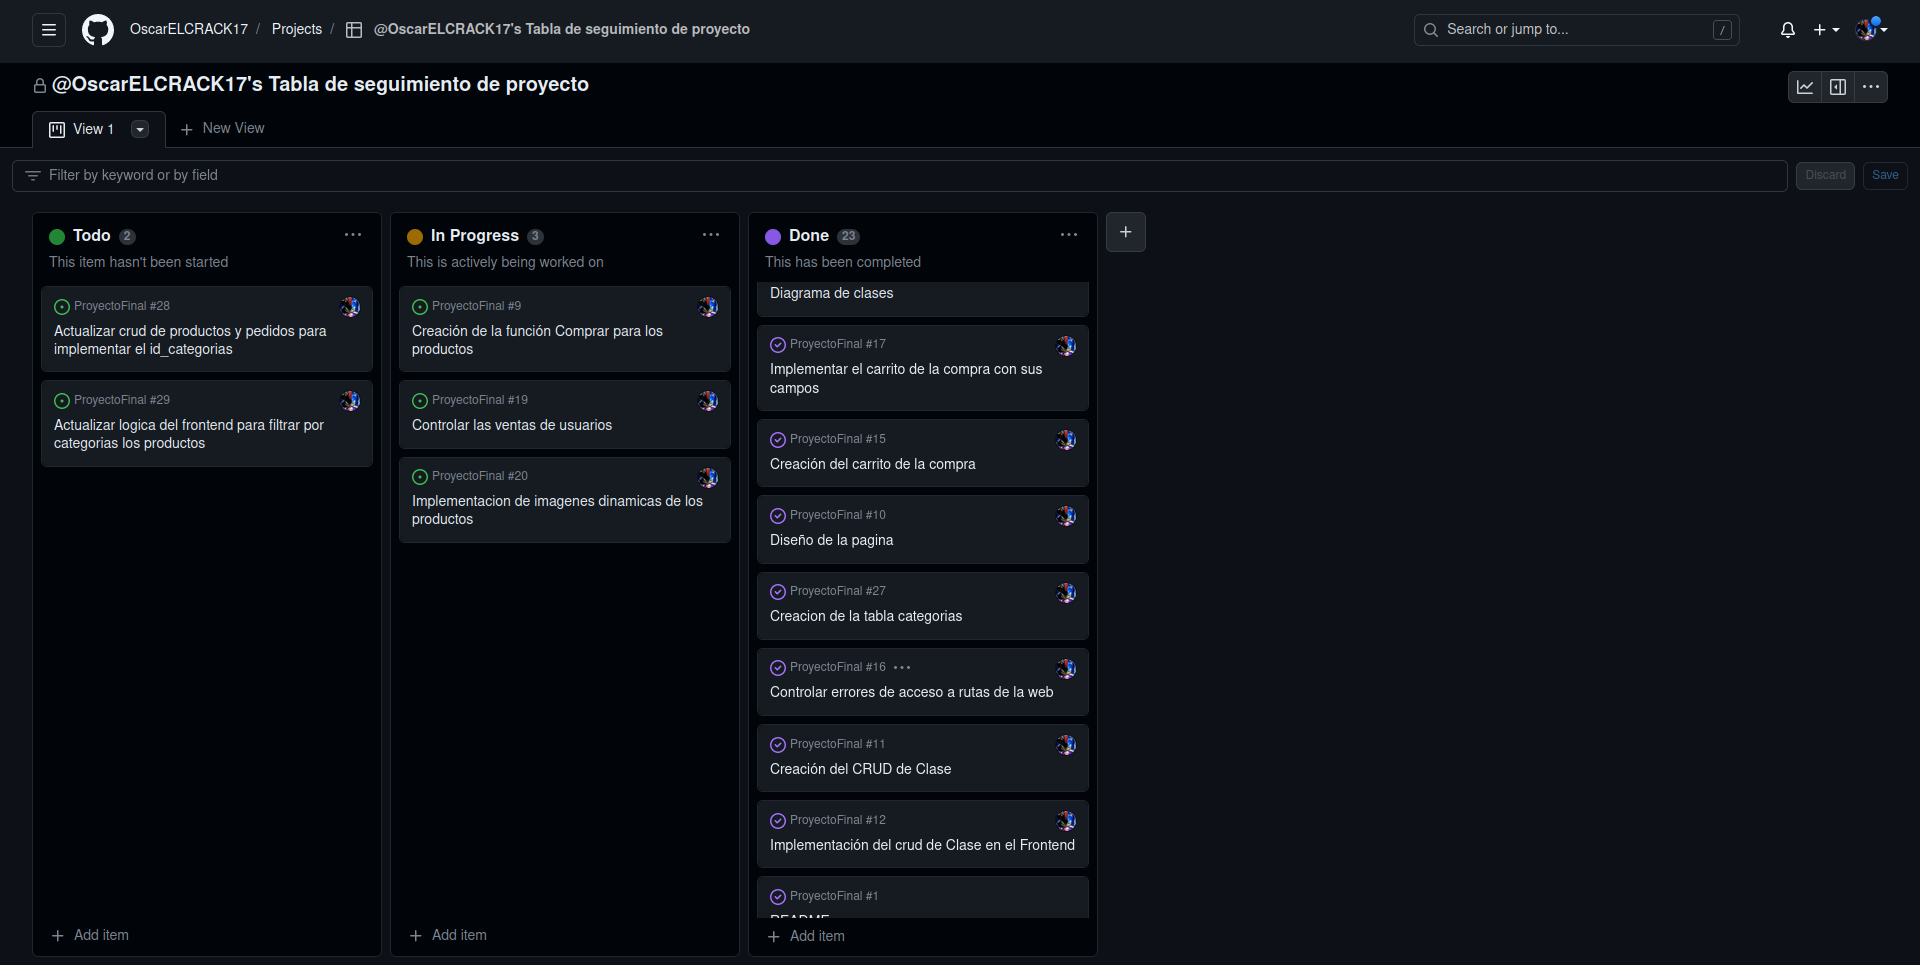 OscarELCRACK17 / Projects / @OscarELCRACK17's Tabla de seguimiento de proyecto
Search or jump to... /
@OscarELCRACK17's Tabla de seguimiento de proyecto
View 1
New View
Filter by keyword or by field
Discard
Save
Todo 2
This item hasn't been started
ProyectoFinal #28
Actualizar crud de productos y pedidos para
implementar el id_categorias
ProyectoFinal #29
Actualizar logica del frontend para filtrar por
categorias los productos
Add item
In Progress 3
This is actively being worked on
ProyectoFinal #9
Creación de la función Comprar para los
productos
ProyectoFinal #19
Controlar las ventas de usuarios
ProyectoFinal #20
Implementacion de imagenes dinamicas de los
productos
Add item
Done 23
This has been completed
Diagrama de clases
ProyectoFinal #17
Implementar el carrito de la compra con sus
campos
ProyectoFinal #15
Creación del carrito de la compra
ProyectoFinal #10
Diseño de la pagina
ProyectoFinal #27
Creacion de la tabla categorias
ProyectoFinal #16
Controlar errores de acceso a rutas de la web
ProyectoFinal #11
Creación del CRUD de Clase
ProyectoFinal #12
Implementación del crud de Clase en el Frontend
ProyectoFinal #1
README
Add item